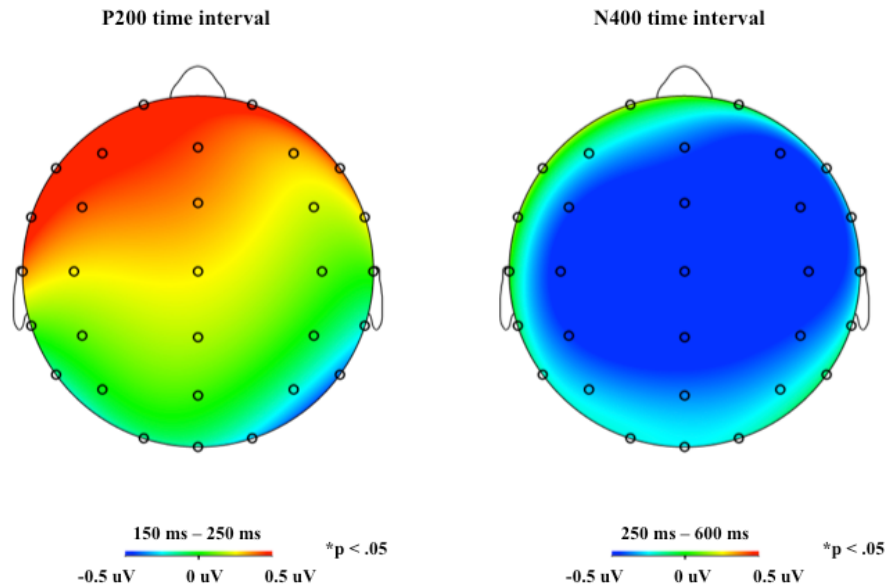 P200 time interval
N400 time interval
150 ms – 250 ms
*p < .05
-0.5 uV 0 uV 0.5 uV
250 ms – 600 ms
*p < .05
-0.5 uV 0 uV 0.5 uV